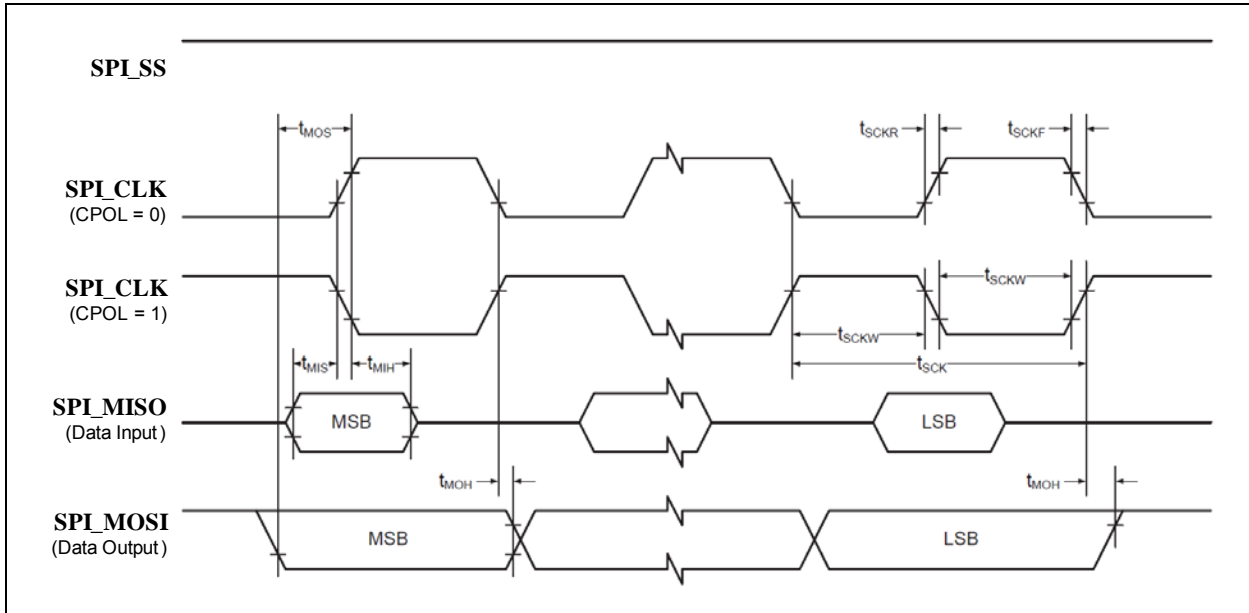 SPI_SS
tMOS
tSCKR
tSCKF
SPI_CLK
(CPOL = 0)
SPI_CLK
(CPOL = 1)
tSCKW
tSCKW
tSCK
tMIS
tMIH
SPI_MISO
(Data Input)
MSB
LSB
tMOH
tMOH
SPI_MOSI
(Data Output)
MSB
LSB